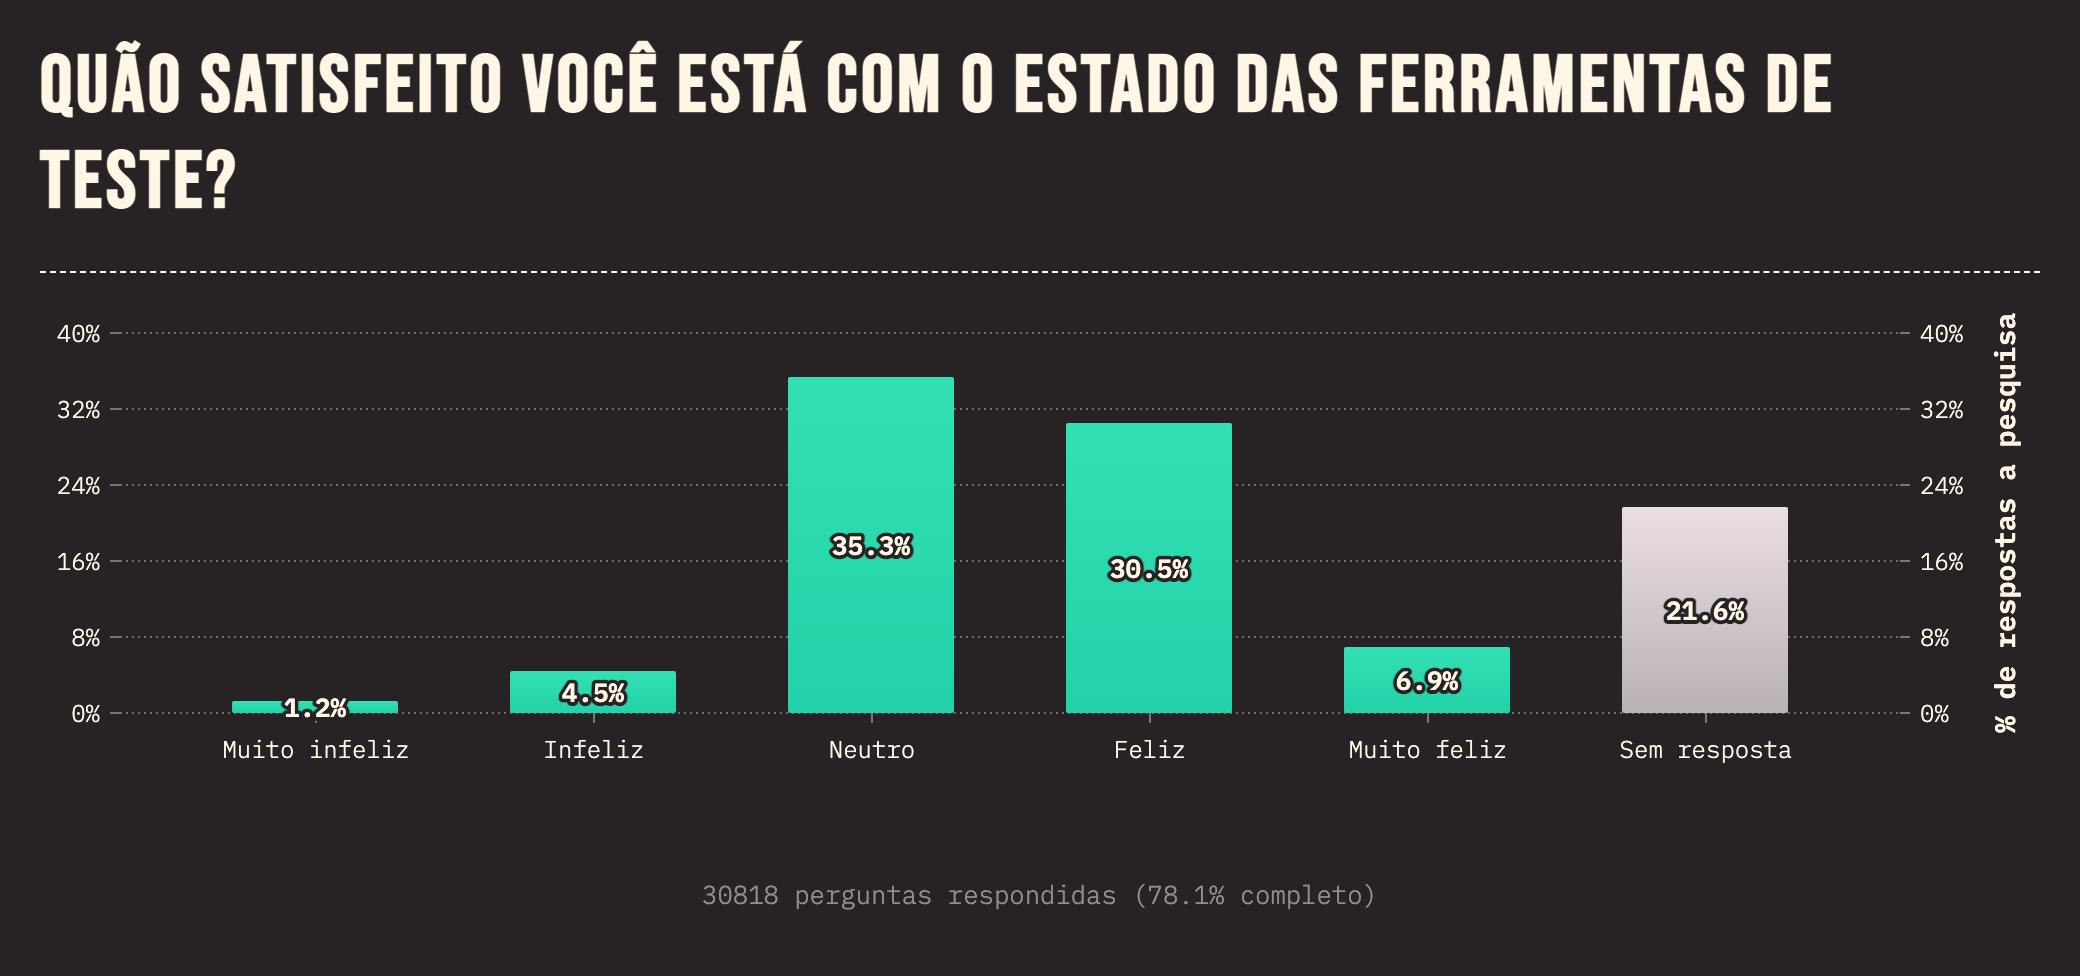 QUÃO SATISFEITO VOCÊ ESTÁ COM O ESTADO DAS FERRAMENTAS DE
TESTE?
40%
32%
24%
16%
8%
0%
40%
32%
24%
16%
8%
0%
% de respostas a pesquisa
1.2%
4.5%
35.3%
30.5%
6.9%
21.6%
Muito infeliz
Infeliz
Neutro
Feliz
Muito feliz
Sem resposta
30818 perguntas respondidas (78.1% completo)